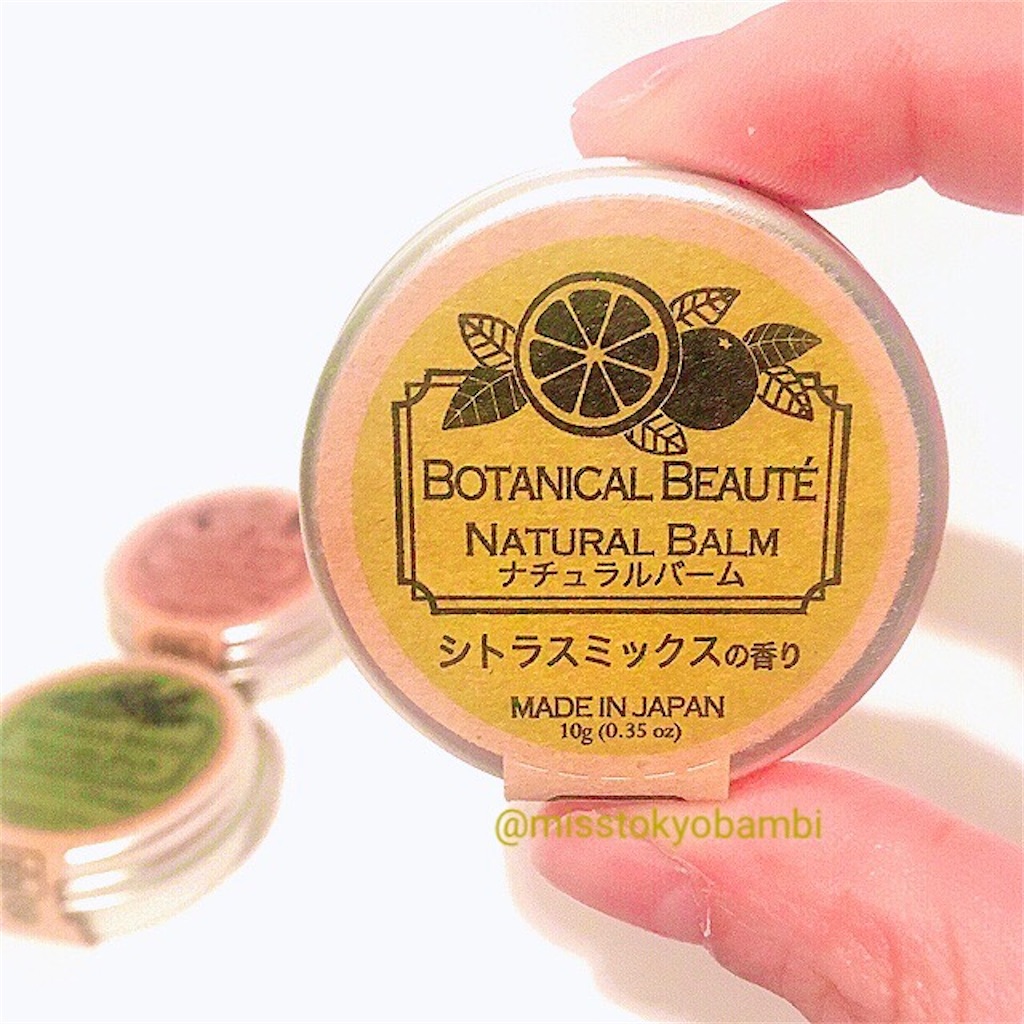 BOTANICAL BEAUTÉ
NATURAL BALM
ナチュラルバーム
シトラスミックスの香り
MADE IN JAPAN
10g (0.35 oz)
@misstokyobambi